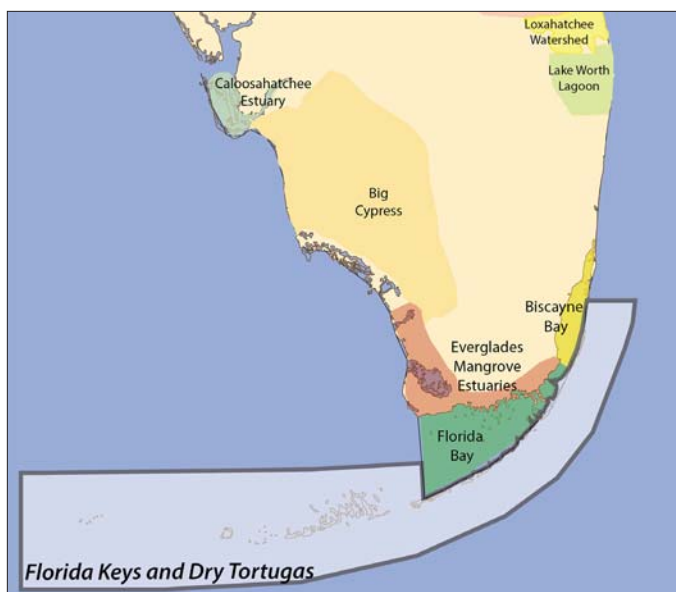 Loxahatchee
Watershed
Lake Worth
Lagoon
Caloosahatchee
Estuary
Big
Cypress
Biscayne
Bay
Everglades
Mangrove
Estuaries
Florida
Bay
Florida Keys and Dry Tortugas